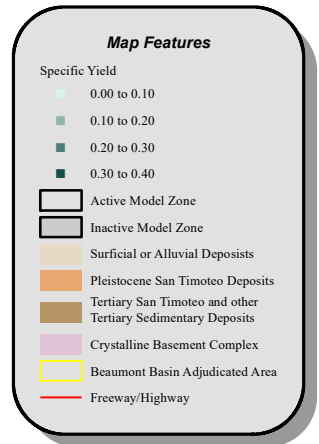 Map Features
Specific Yield
0.00 to 0.10
0.10 to 0.20
0.20 to 0.30
0.30 to 0.40
Active Model Zone
Inactive Model Zone
Surficial or Alluvial Deposists
Pleistocene San Timoteo Deposits
Tertiary San Timoteo and other
Tertiary Sedimentary Deposits
Crystalline Basement Complex
Beaumont Basin Adjudicated Area
Freeway/Highway